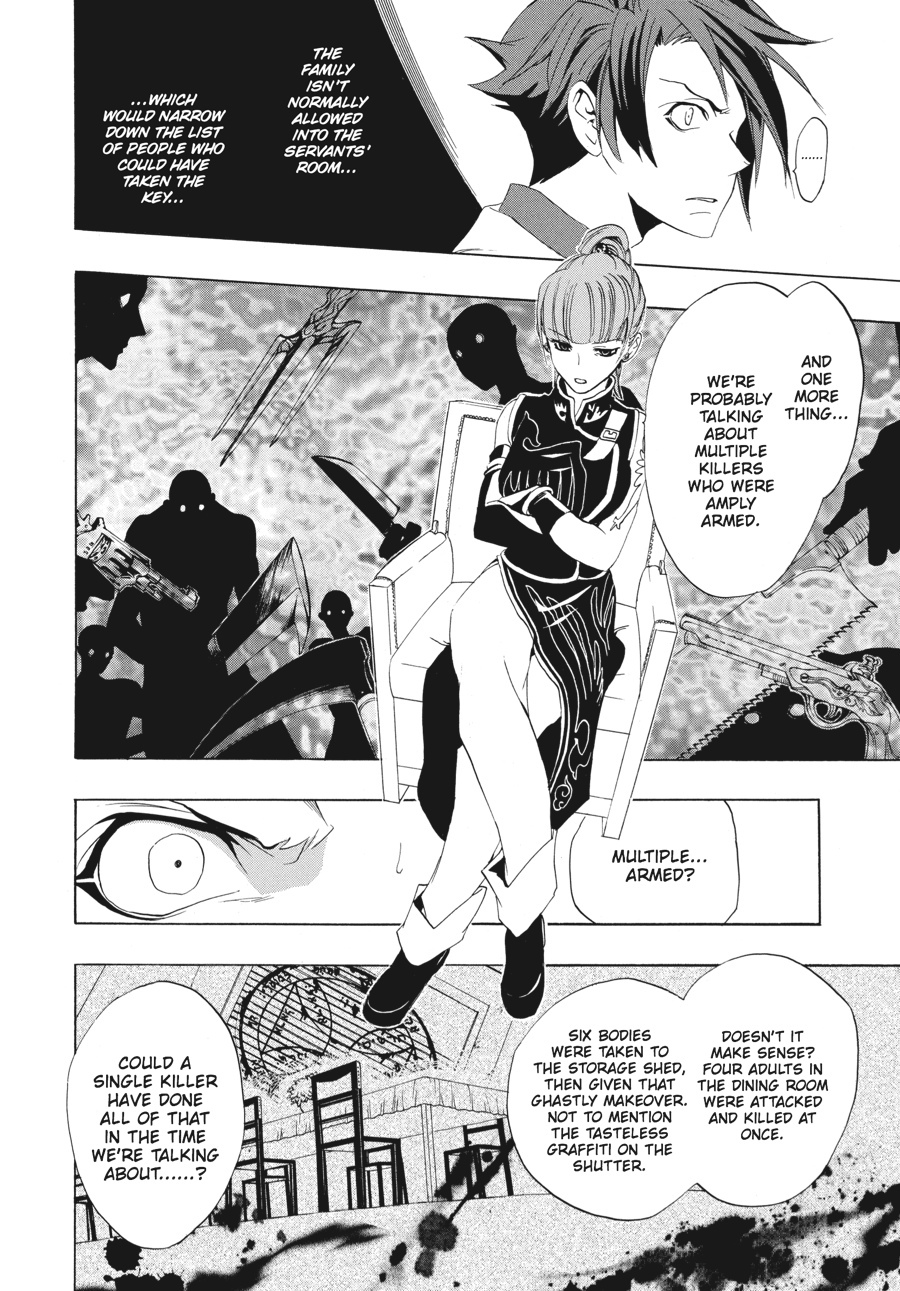 THE
FAMILY
ISN'T
NORMALLY
ALLOWED
INTO THE
SERVANTS'
ROOM...
...WHICH
WOULD NARROW
DOWN THE LIST
OF PEOPLE WHO
COULD HAVE
TAKEN THE
KEY...
......
AND
ONE
MORE
THING...
WE'RE
PROBABLY
TALKING
ABOUT
MULTIPLE
KILLERS
WHO WERE
AMPLY
ARMED.
MULTIPLE...
ARMED?
DOESN'T IT
MAKE SENSE?
FOUR ADULTS IN
THE DINING ROOM
WERE ATTACKED
AND KILLED AT
ONCE.
SIX BODIES
WERE TAKEN TO
THE STORAGE SHED,
THEN GIVEN THAT
GHASTLY MAKEOVER.
NOT TO MENTION
THE TASTELESS
GRAFFITI ON THE
SHUTTER.
COULD A
SINGLE KILLER
HAVE DONE
ALL OF THAT
IN THE TIME
WE'RE TALKING
ABOUT......?